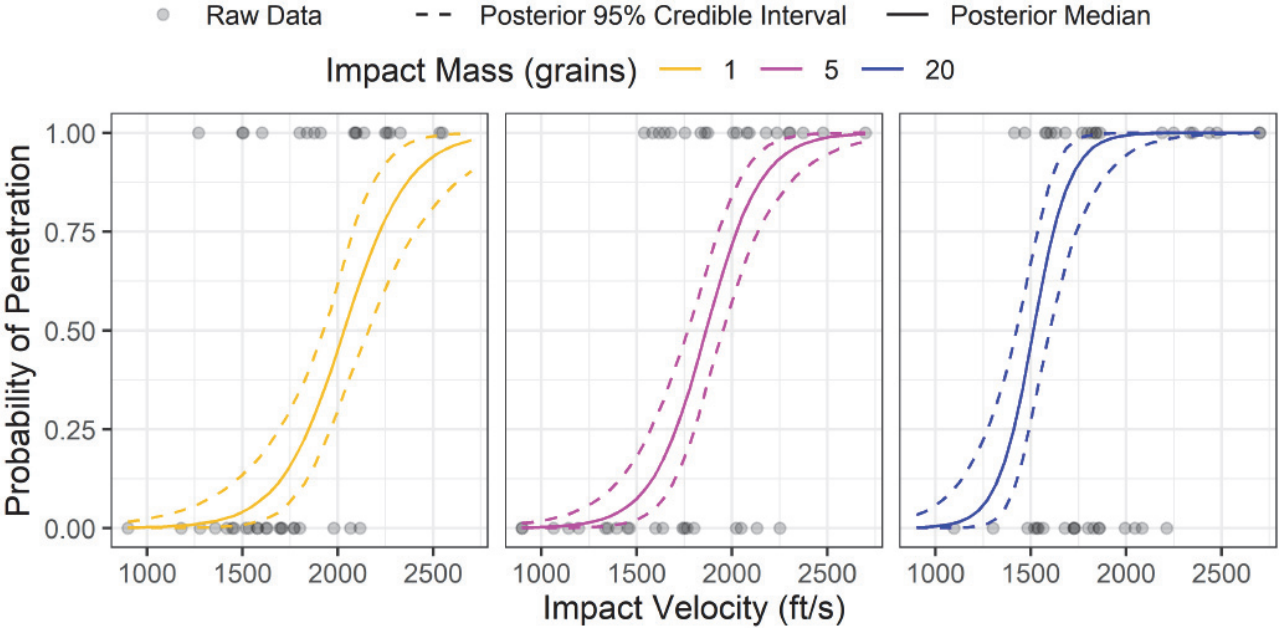 Raw Data Posterior 95% Credible Interval Posterior Median
Impact Mass (grains) 1 5 20
Probability of Penetration
1.00
0.75
0.50
0.25
0.00
1000 1500 2000 2500 1000 1500 2000 2500 1000 1500 2000 2500
Impact Velocity (ft/s)